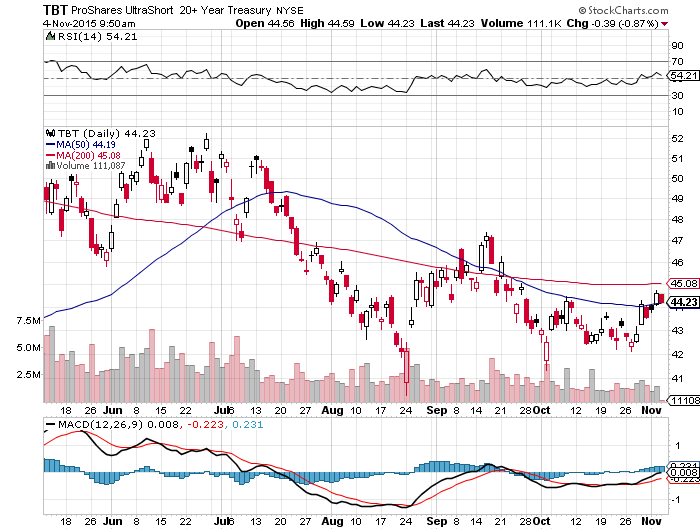 TBT ProShares UltraShort 20+ Year Treasury NYSE © StockCharts.com
4-Nov-2015 9:50am Open 44.56 High 44.59 Low 44.23 Last 44.23 Volume 111.1K Chg -0.39 (-0.87%)
RSI(14) 54.21
90
70
54.21
50
30
10
TBT (Daily) 44.23
MA(50) 44.19
MA(200) 45.08
Volume 111,087
52
51
50
49
48
47
46
45.08
44.23
43
42
41
7.5M
5.0M
2.5M
11108
18 26 Jun 8 15 22 Jul 6 13 20 27 Aug 10 17 24 Sep 8 14 21 28 Oct 12 19 26 Nov
MACD(12,26,9) 0.008, -0.223, 0.231
1
0.231
0.008
-0.223
-1
18 26 Jun 8 15 22 Jul 6 13 20 27 Aug 10 17 24 Sep 8 14 21 28 Oct 12 19 26 Nov